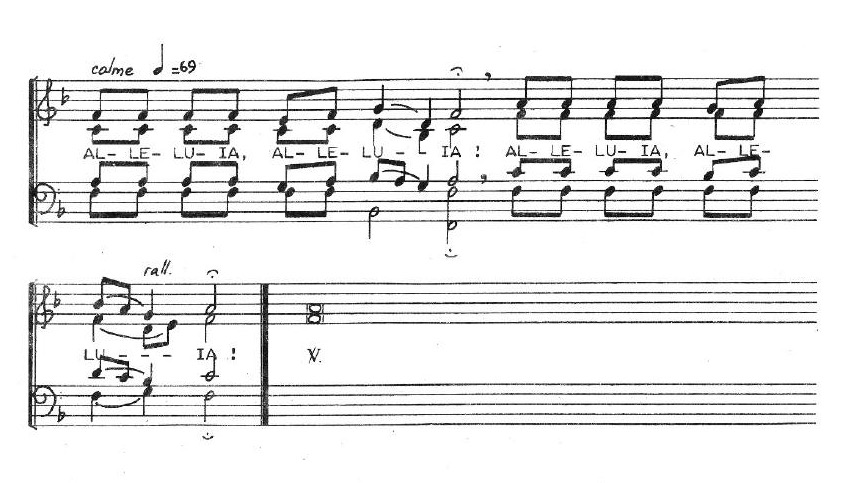 calme =69
AL- LE- LU- IA, AL- LE- LU - L IA ! AL- LE- LU- IA, AL- LE-
rall.
LU - - - IA !
℣.